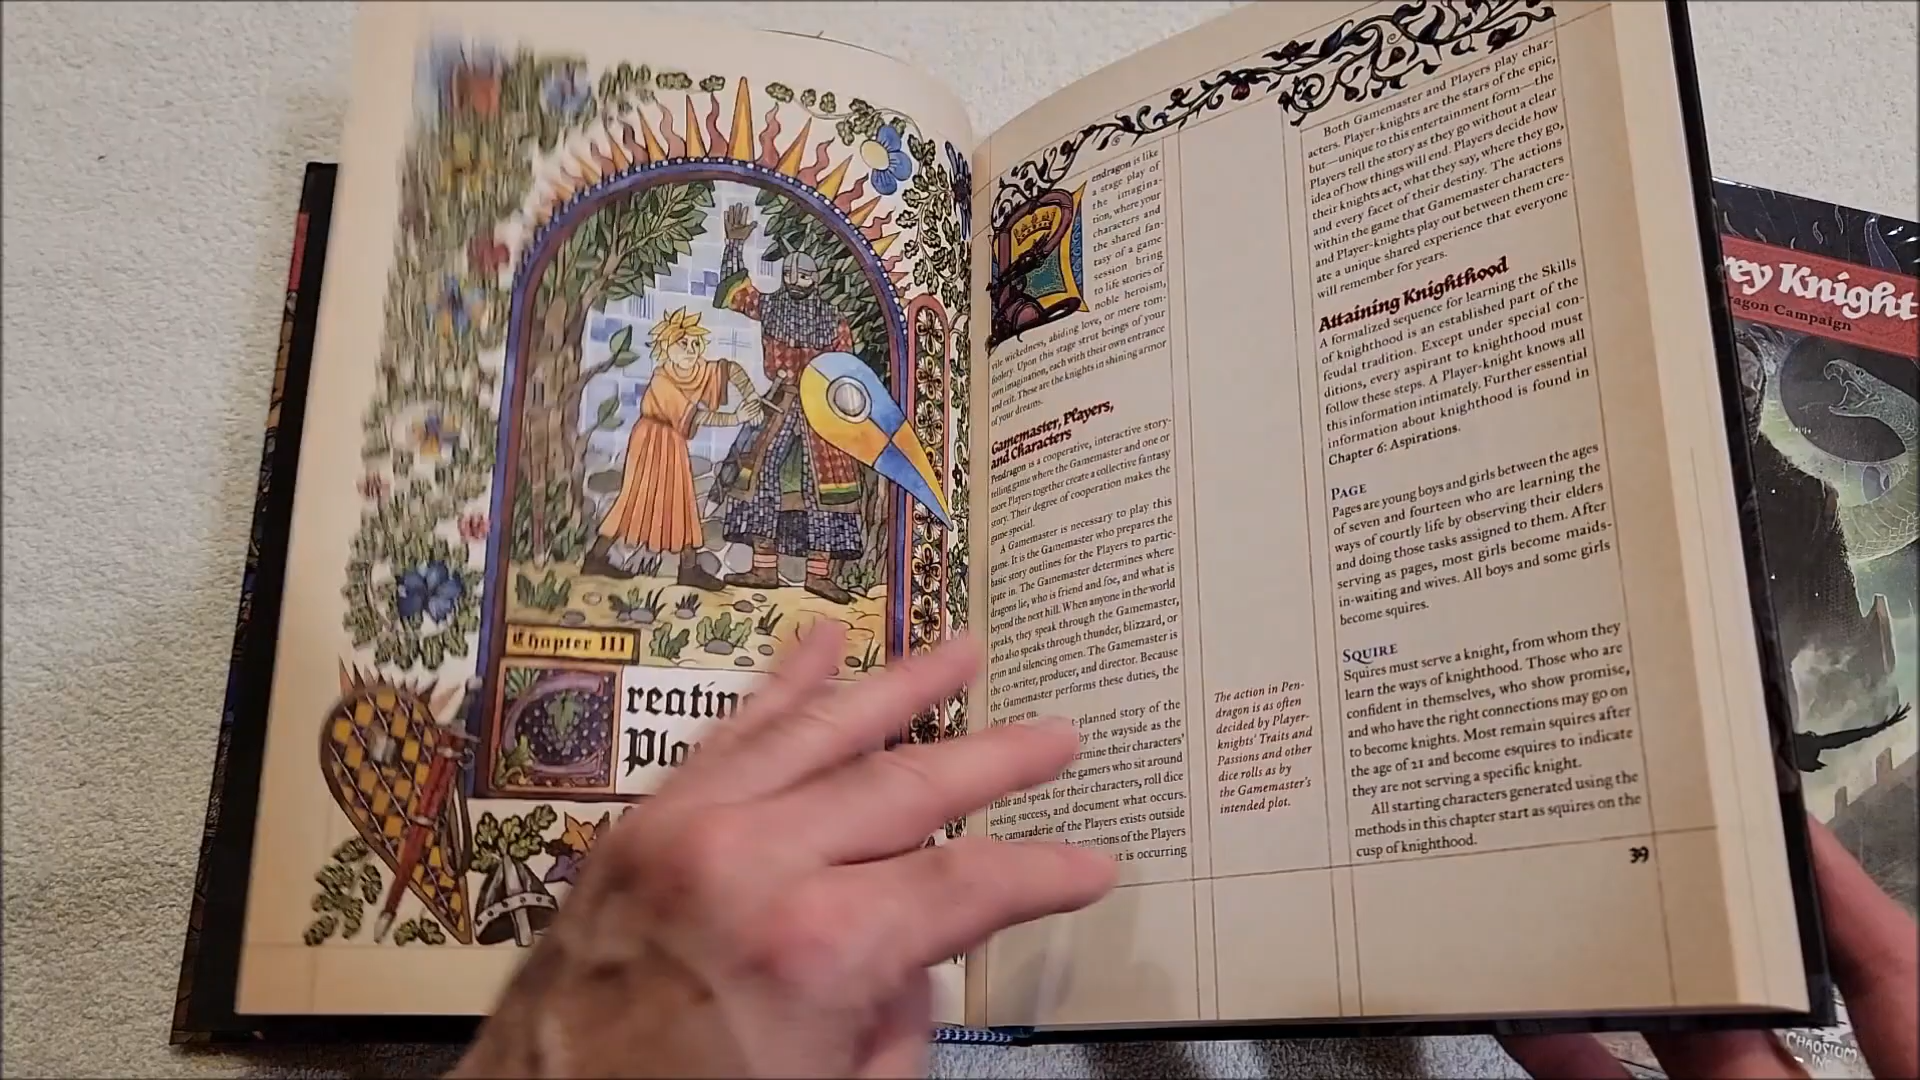 Chapter III
reating
Pla
endragon is like
a stage play of
the imagina-
tion, where your
characters and
the shared fan-
tasy of a game
session bring
to life stories of
noble heroism,
vile wickedness, abiding love, or mere tom-
foolery. Upon this stage strut beings of your
own imagination, each with their own entrance
and exit. These are the knights in shining armor
of your dreams.
Gamemaster, Players,
and Characters
Pendragon is a cooperative, interactive story-
telling game where the Gamemaster and one or
more Players together create a collective fantasy
story. Their degree of cooperation makes the
game special.
A Gamemaster is necessary to play this
game. It is the Gamemaster who prepares the
basic story outlines for the Players to partic-
ipate in. The Gamemaster determines where
dragons lie, who is friend and foe, and what is
beyond the next hill. When anyone in the world
speaks, they speak through the Gamemaster,
who also speaks through thunder, blizzard, or
grim and silencing omen. The Gamemaster is
the co-writer, producer, and director. Because
the Gamemaster performs these duties, the
show goes on.
-planned story of the
by the wayside as the
ermine their characters'
the gamers who sit around
a table and speak for their characters, roll dice
seeking success, and document what occurs.
The camaraderie of the Players exists outside
emotions of the Players
it is occurring
The action in Pen-
dragon is as often
decided by Player-
knights' Traits and
Passions and other
dice rolls as by
the Gamemaster's
intended plot.
Both Gamemaster and Players play char-
acters. Player-knights are the stars of the epic,
but—unique to this entertainment form—the
Players tell the story as they go without a clear
idea of how things will end. Players decide how
their knights act, what they say, where they go,
and every facet of their destiny. The actions
within the game that Gamemaster characters
and Player-knights play out between them cre-
ate a unique shared experience that everyone
will remember for years.
Attaining Knighthood
A formalized sequence for learning the Skills
of knighthood is an established part of the
feudal tradition. Except under special con-
ditions, every aspirant to knighthood must
follow these steps. A Player-knight knows all
this information intimately. Further essential
information about knighthood is found in
Chapter 6: Aspirations.
PAGE
Pages are young boys and girls between the ages
of seven and fourteen who are learning the
ways of courtly life by observing their elders
and doing those tasks assigned to them. After
serving as pages, most girls become maids-
in-waiting and wives. All boys and some girls
become squires.
SQUIRE
Squires must serve a knight, from whom they
learn the ways of knighthood. Those who are
confident in themselves, who show promise,
and who have the right connections may go on
to become knights. Most remain squires after
the age of 21 and become esquires to indicate
they are not serving a specific knight.
All starting characters generated using the
methods in this chapter start as squires on the
cusp of knighthood.
39
rey Knight
ragon Campaign
CHAOSIUM
INC